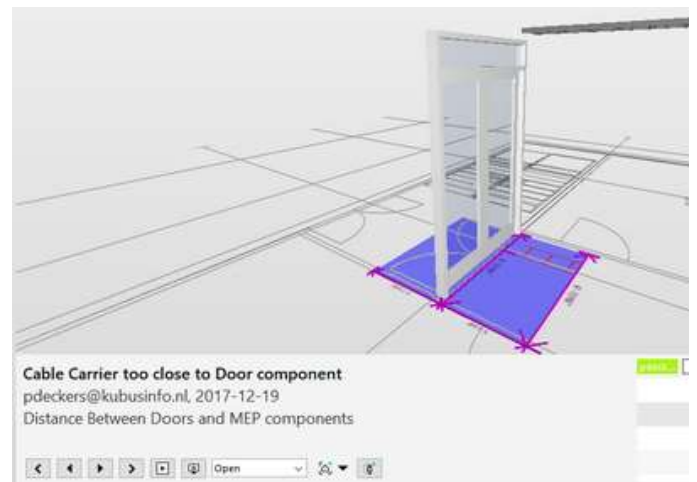 Cable Carrier too close to Door component
pdeckers@kubusinfo.nl, 2017-12-19
Distance Between Doors and MEP components
Open